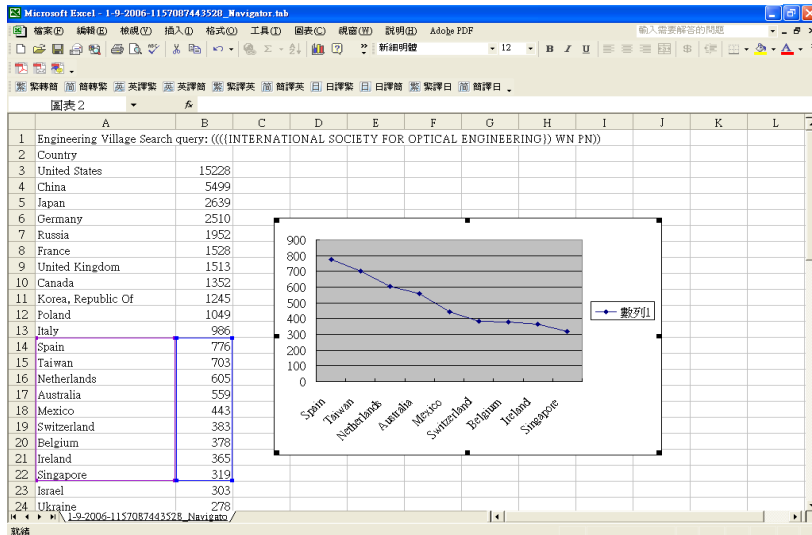 Microsoft Excel - 1-9-2006-1157087443528_Navigator.tab
檔案(F) 編輯(E) 檢視(V) 插入(I) 格式(O) 工具(T) 圖表(C) 視窗(W) 說明(H) Adobe PDF 輸入需要解答的問題
新細明體 12 B I U
繁 繁轉簡 簡 簡轉繁 英 英譯繁 英 英譯簡 繁 繁譯英 簡 簡譯英 日 日譯繁 日 日譯簡 繁 繁譯日 簡 簡譯日
圖表 2 fx
A B C D E F G H I J K L
1 Engineering Village Search query: ((({INTERNATIONAL SOCIETY FOR OPTICAL ENGINEERING}) WN PN))
2 Country
3 United States 15228
4 China 5499
5 Japan 2639
6 Germany 2510
7 Russia 1952
8 France 1528
9 United Kingdom 1513
10 Canada 1352
11 Korea, Republic Of 1245
12 Poland 1049
13 Italy 986
14 Spain 776
15 Taiwan 703
16 Netherlands 605
17 Australia 559
18 Mexico 443
19 Switzerland 383
20 Belgium 378
21 Ireland 365
22 Singapore 319
23 Israel 303
24 Ukraine 278
900
800
700
600
500
400
300
200
100
0
Spain
Taiwan
Netherlands
Australia
Mexico
Switzerland
Belgium
Ireland
Singapore
數列1
1-9-2006-1157087443528_Navigato
就緒